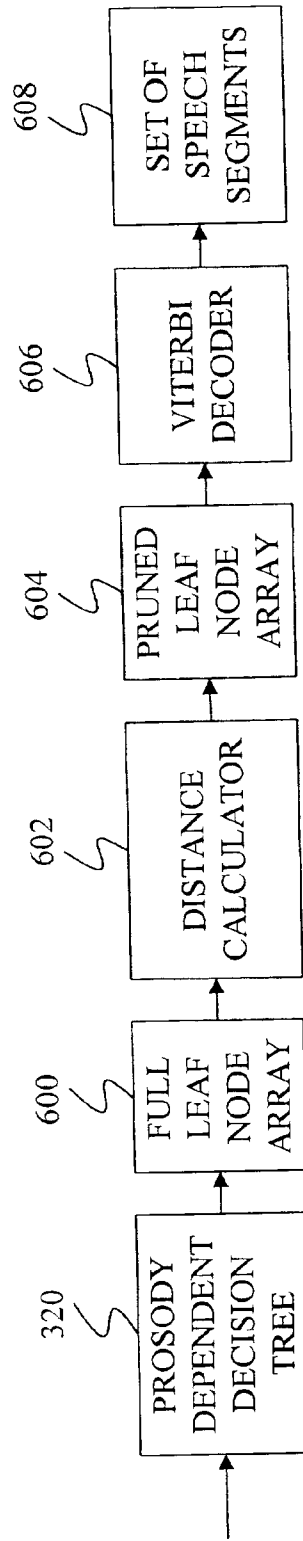 320
PROSODY
DEPENDENT
DECISION
TREE
600
FULL
LEAF
NODE
ARRAY
602
DISTANCE
CALCULATOR
604
PRUNED
LEAF
NODE
ARRAY
606
VITERBI
DECODER
608
SET OF
SPEECH
SEGMENTS